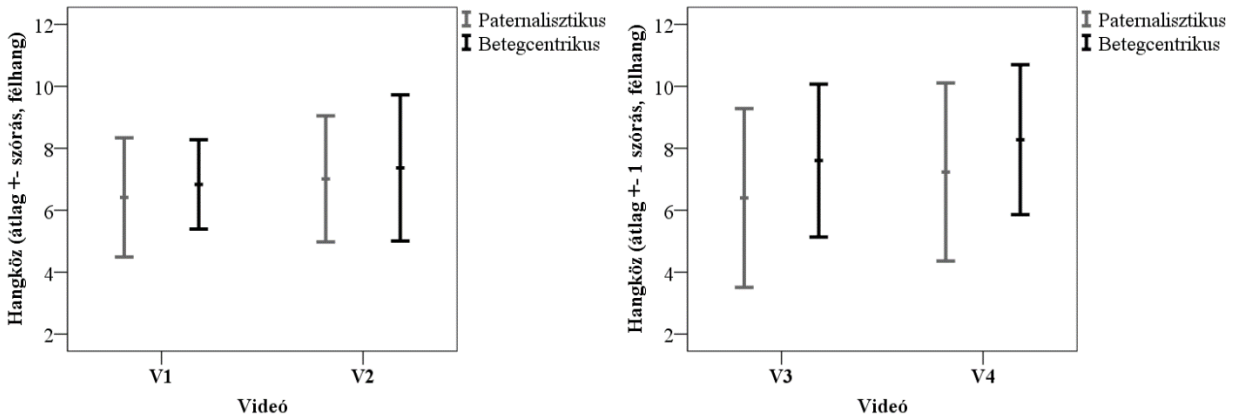 Hangköz (átlag +- szórás, félhang)
12
10
8
6
4
2
V1 V2
Videó
Paternalisztikus
Betegcentrikus
Hangköz (átlag +- 1 szórás, félhang)
12
10
8
6
4
2
V3 V4
Videó
Paternalisztikus
Betegcentrikus